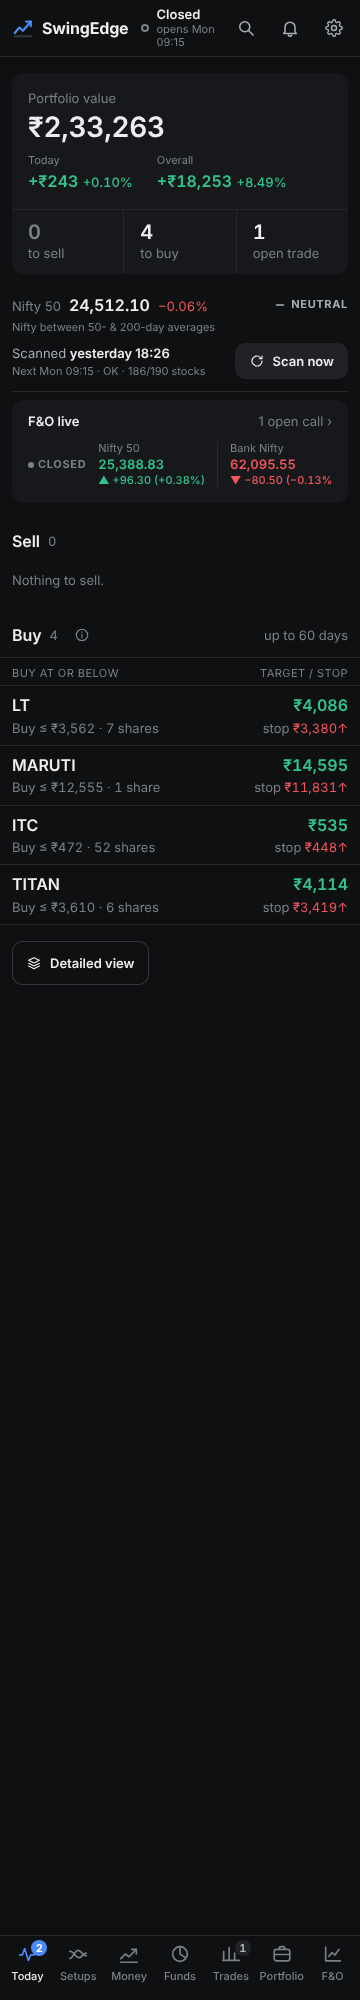 SwingEdge
Closed
opens Mon
09:15
Portfolio value
₹2,33,263
Today
Overall
+₹243 +0.10%
+₹18,253 +8.49%
0
4
1
to sell
to buy
open trade
Nifty 50 24,512.10 −0.06%
— NEUTRAL
Nifty between 50- & 200-day averages
Scanned yesterday 18:26
Next Mon 09:15 · OK · 186/190 stocks
Scan now
F&O live
1 open call ›
CLOSED
Nifty 50
25,388.83
▲ +96.30 (+0.38%)
Bank Nifty
62,095.55
▼ −80.50 (−0.13%
Sell 0
Nothing to sell.
Buy 4
up to 60 days
BUY AT OR BELOW
TARGET / STOP
LT
₹4,086
Buy ≤ ₹3,562 · 7 shares
stop ₹3,380↑
MARUTI
₹14,595
Buy ≤ ₹12,555 · 1 share
stop ₹11,831↑
ITC
₹535
Buy ≤ ₹472 · 52 shares
stop ₹448↑
TITAN
₹4,114
Buy ≤ ₹3,610 · 6 shares
stop ₹3,419↑
Detailed view
2
1
Today
Setups
Money
Funds
Trades
Portfolio
F&O